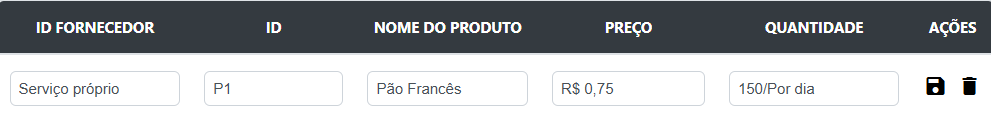 ID FORNECEDOR ID NOME DO PRODUTO PREÇO QUANTIDADE AÇÕES
Serviço próprio P1 Pão Francês R$ 0,75 150/Por dia